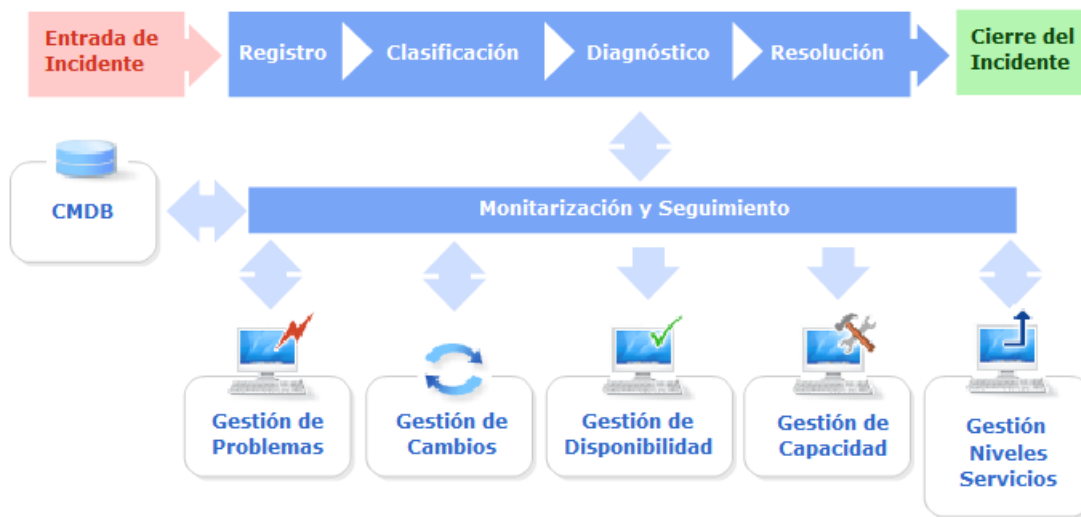 Entrada de
Incidente
Registro
Clasificación
Diagnóstico
Resolución
Cierre del
Incidente
CMDB
Monitarización y Seguimiento
Gestión de
Problemas
Gestión de
Cambios
Gestión de
Disponibilidad
Gestión de
Capacidad
Gestión
Niveles
Servicios